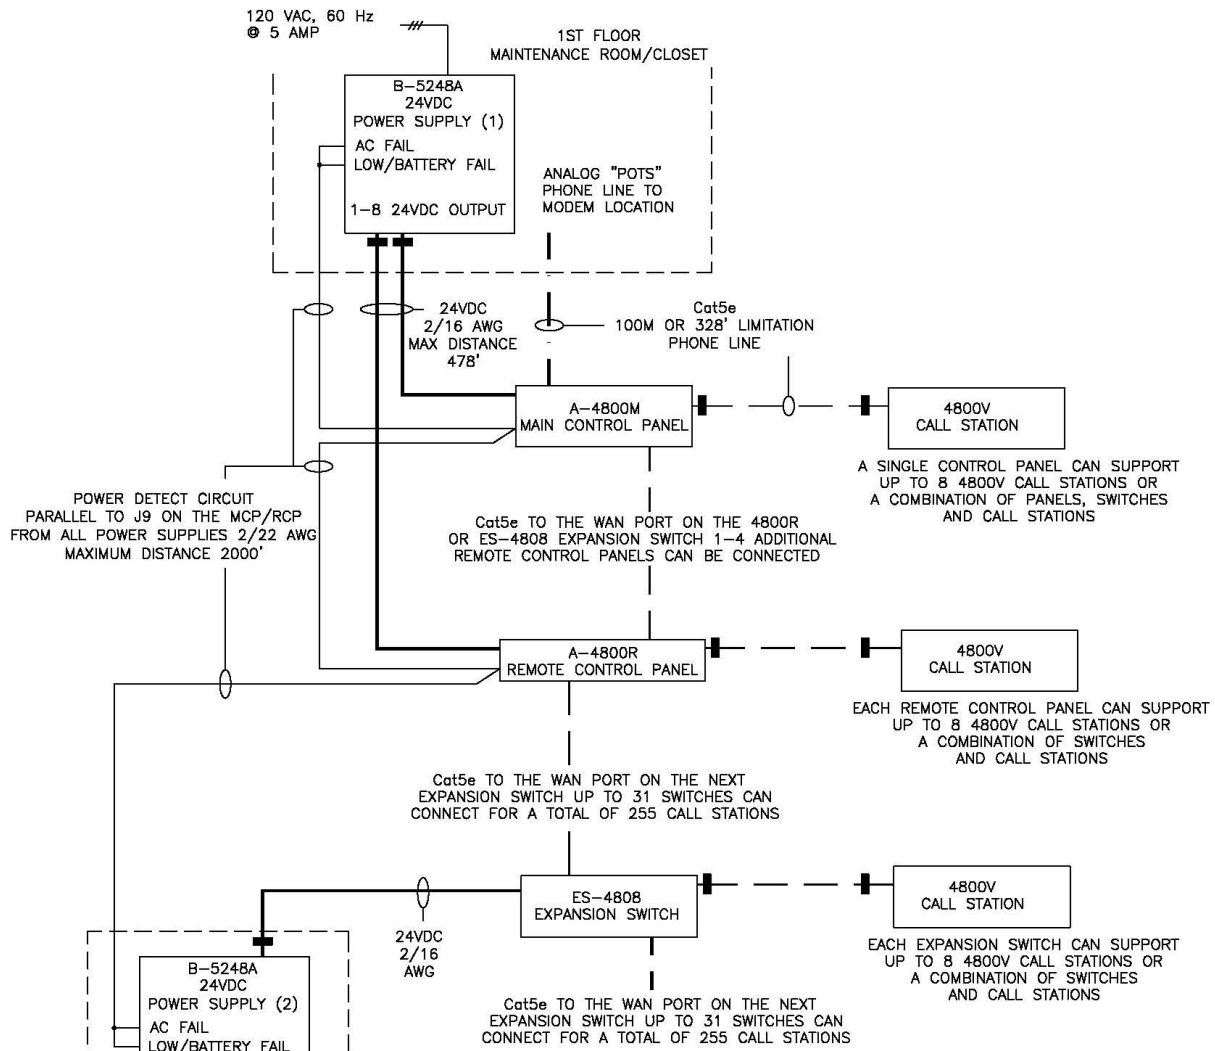 120 VAC, 60 Hz
@ 5 AMP
1ST FLOOR
MAINTENANCE ROOM/CLOSET
B-5248A
24VDC
POWER SUPPLY (1)
AC FAIL
LOW/BATTERY FAIL
1-8 24VDC OUTPUT
ANALOG "POTS"
PHONE LINE TO
MODEM LOCATION
24VDC
2/16 AWG
MAX DISTANCE
478'
Cat5e
100M OR 328' LIMITATION
PHONE LINE
A-4800M
MAIN CONTROL PANEL
4800V
CALL STATION
A SINGLE CONTROL PANEL CAN SUPPORT
UP TO 8 4800V CALL STATIONS OR
A COMBINATION OF PANELS, SWITCHES
AND CALL STATIONS
POWER DETECT CIRCUIT
PARALLEL TO J9 ON THE MCP/RCP
FROM ALL POWER SUPPLIES 2/22 AWG
MAXIMUM DISTANCE 2000'
Cat5e TO THE WAN PORT ON THE 4800R
OR ES-4808 EXPANSION SWITCH 1-4 ADDITIONAL
REMOTE CONTROL PANELS CAN BE CONNECTED
A-4800R
REMOTE CONTROL PANEL
4800V
CALL STATION
EACH REMOTE CONTROL PANEL CAN SUPPORT
UP TO 8 4800V CALL STATIONS OR
A COMBINATION OF SWITCHES
AND CALL STATIONS
Cat5e TO THE WAN PORT ON THE NEXT
EXPANSION SWITCH UP TO 31 SWITCHES CAN
CONNECT FOR A TOTAL OF 255 CALL STATIONS
ES-4808
EXPANSION SWITCH
4800V
CALL STATION
24VDC
2/16
AWG
EACH EXPANSION SWITCH CAN SUPPORT
UP TO 8 4800V CALL STATIONS OR
A COMBINATION OF SWITCHES
AND CALL STATIONS
B-5248A
24VDC
POWER SUPPLY (2)
AC FAIL
LOW/BATTERY FAIL
Cat5e TO THE WAN PORT ON THE NEXT
EXPANSION SWITCH UP TO 31 SWITCHES CAN
CONNECT FOR A TOTAL OF 255 CALL STATIONS